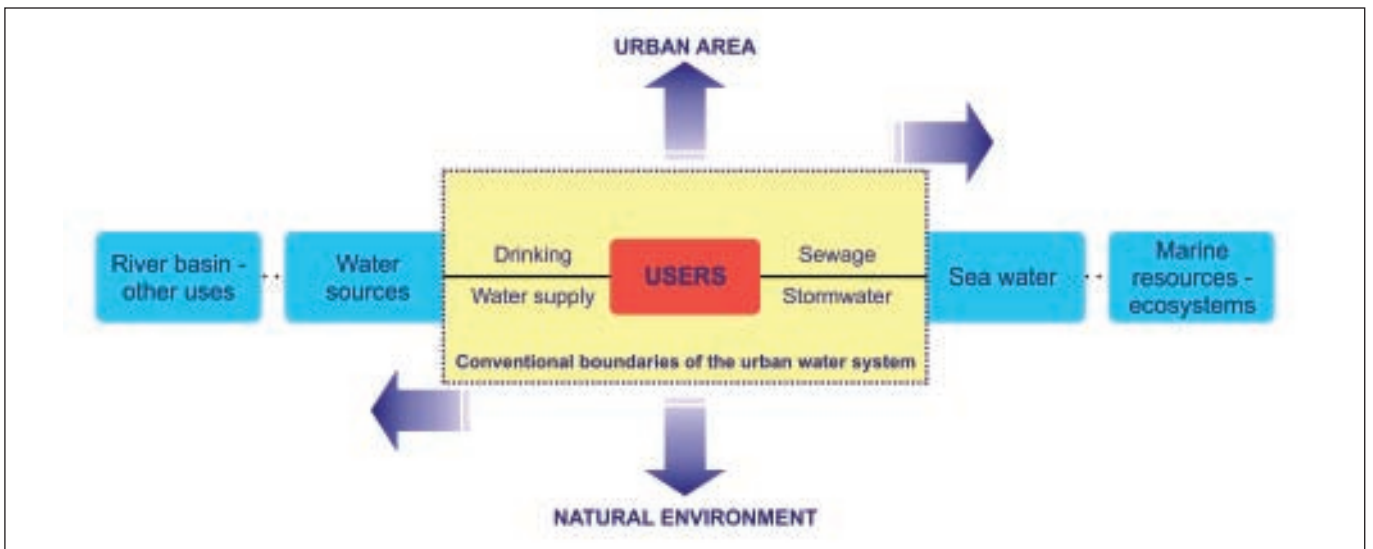 URBAN AREA
River basin -
other uses
Water
sources
Drinking
Water supply
USERS
Sewage
Stormwater
Sea water
Marine
resources -
ecosystems
Conventional boundaries of the urban water system
NATURAL ENVIRONMENT